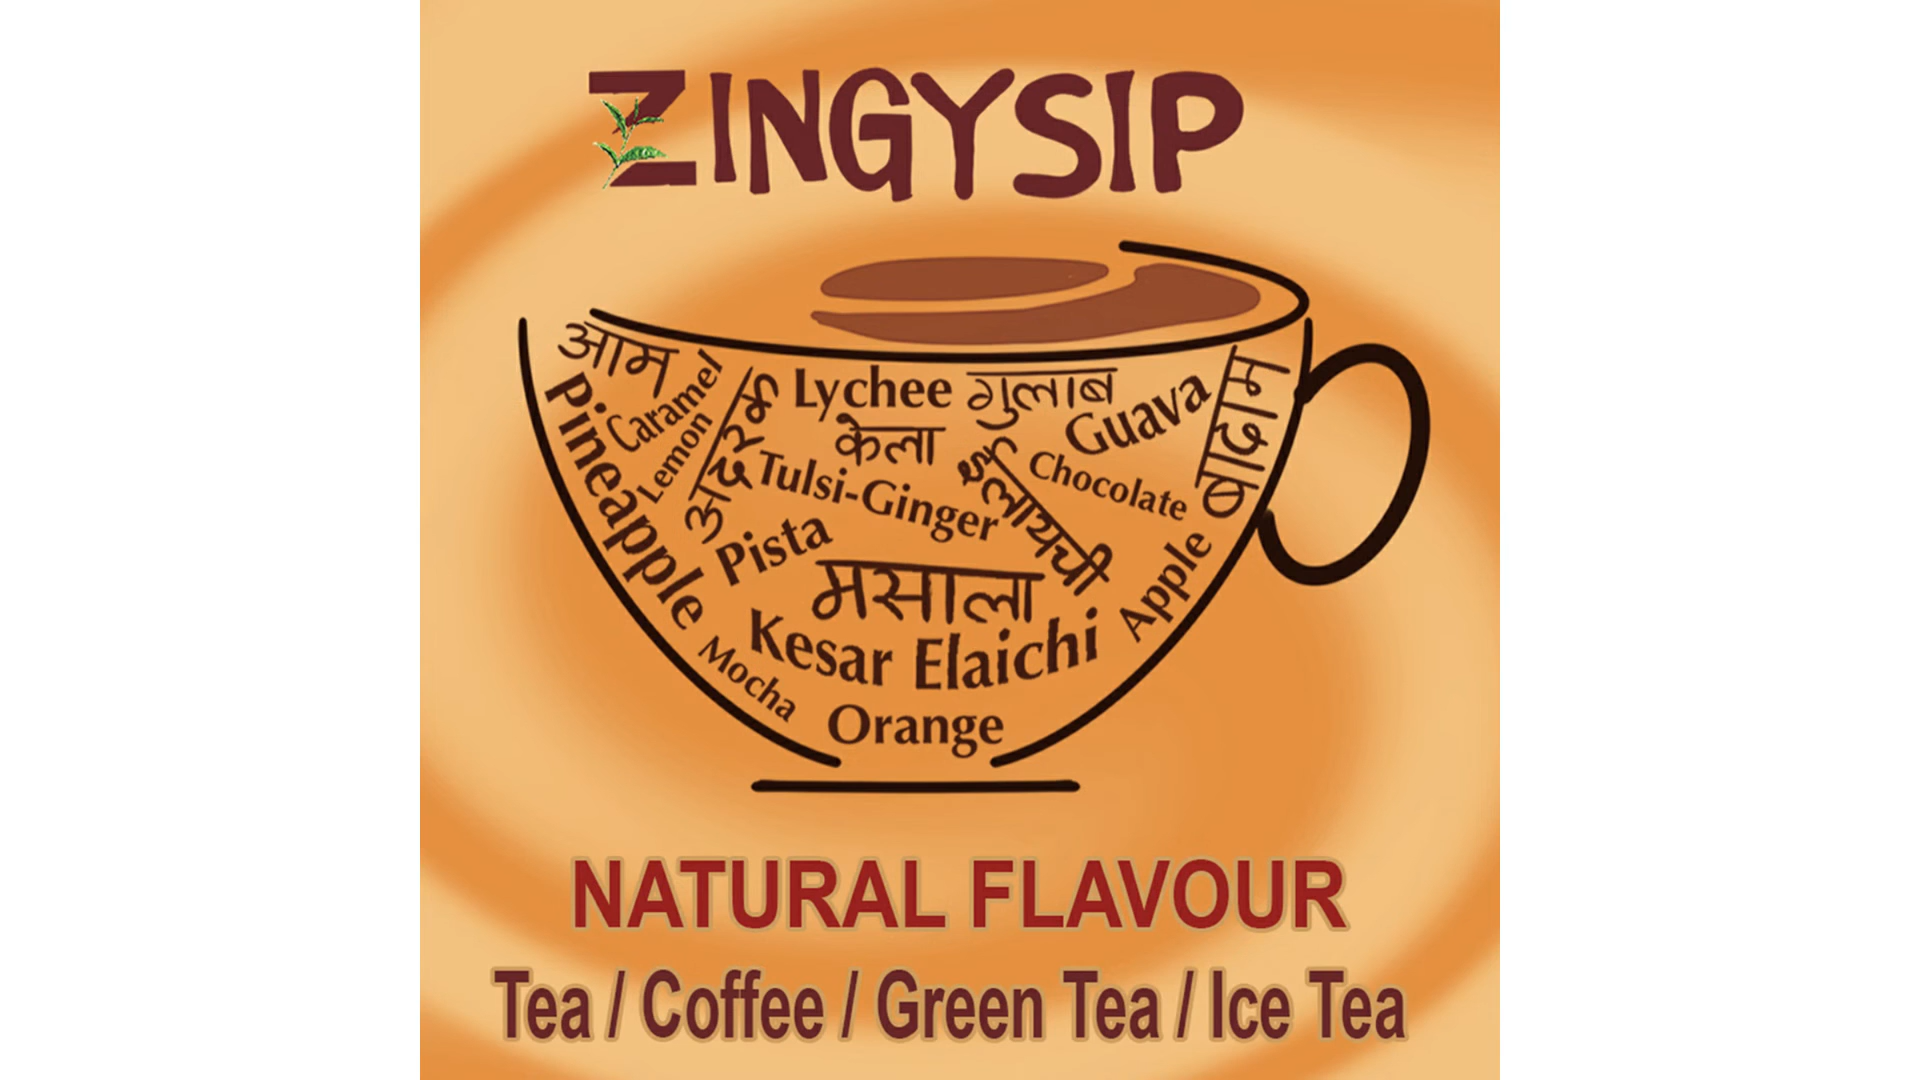 ZINGYSIP
आम
Caramel
Lemon
Pineapple
अदरक
Lychee
गुलाब
Guava
बादाम
केला
Tulsi-Ginger
ईलायची
Chocolate
Pista
मसाला
Apple
Kesar Elaichi
Mocha
Orange
NATURAL FLAVOUR
Tea / Coffee / Green Tea / Ice Tea